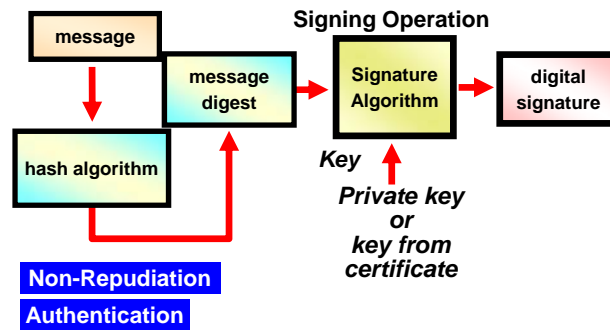 Signing Operation
message
message
digest
Signature
Algorithm
digital
signature
hash algorithm
Key
Private key
or
key from
certificate
Non-Repudiation
Authentication